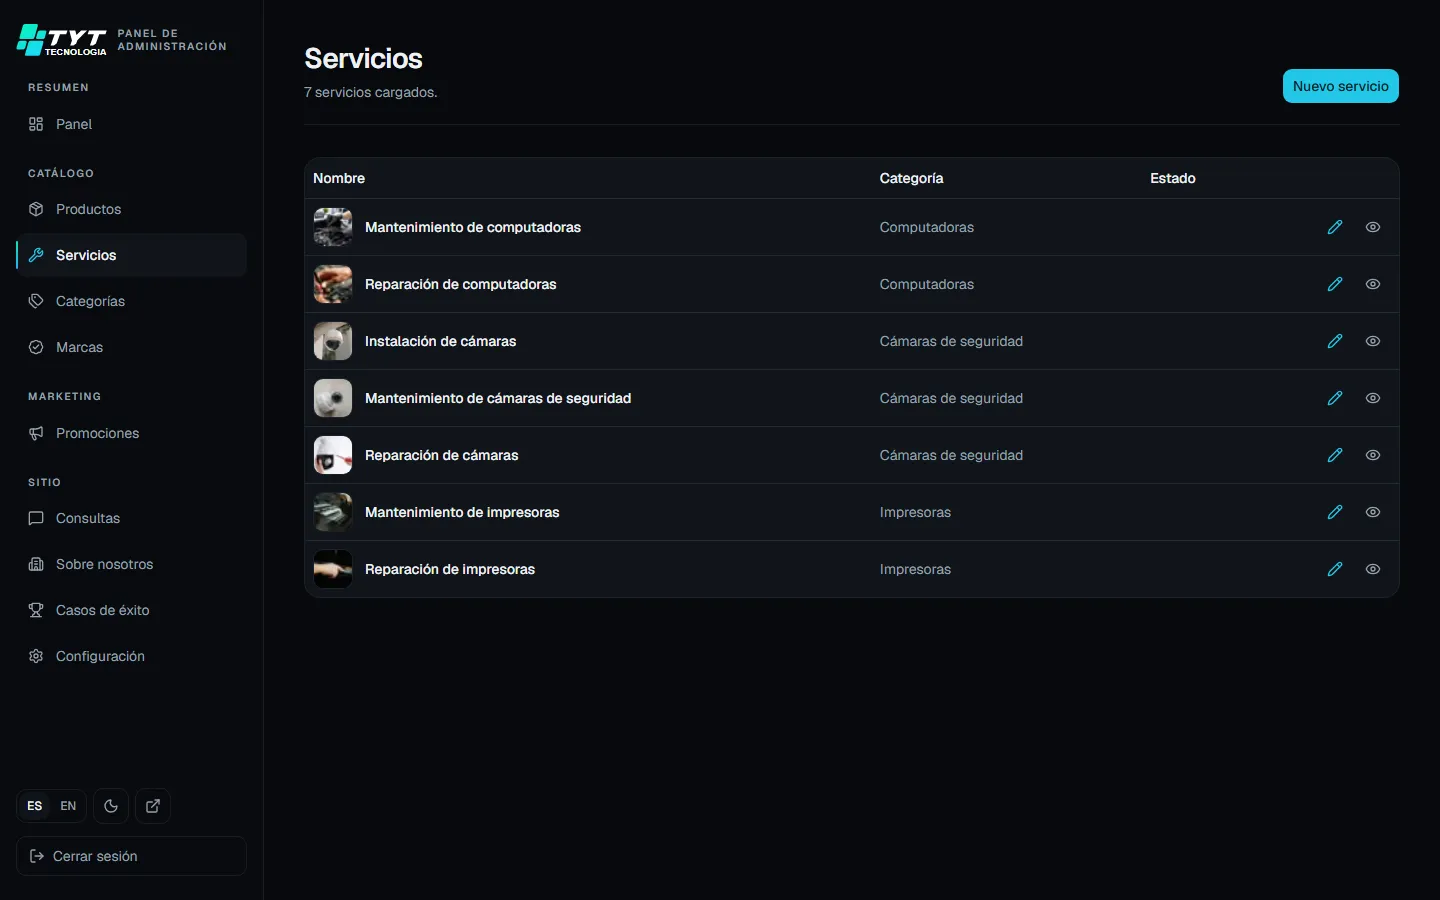 TYT
TECNOLOGIA
PANEL DE
ADMINISTRACIÓN
RESUMEN
Panel
CATÁLOGO
Productos
Servicios
Categorías
Marcas
MARKETING
Promociones
SITIO
Consultas
Sobre nosotros
Casos de éxito
Configuración
ES EN
Cerrar sesión
Servicios
7 servicios cargados.
Nuevo servicio
Nombre Categoría Estado
Mantenimiento de computadoras Computadoras
Reparación de computadoras Computadoras
Instalación de cámaras Cámaras de seguridad
Mantenimiento de cámaras de seguridad Cámaras de seguridad
Reparación de cámaras Cámaras de seguridad
Mantenimiento de impresoras Impresoras
Reparación de impresoras Impresoras